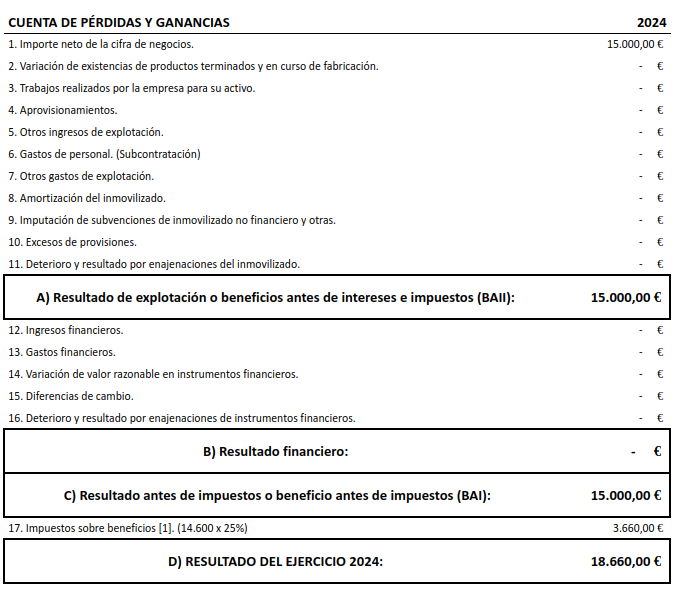 CUENTA DE PÉRDIDAS Y GANANCIAS 2024
1. Importe neto de la cifra de negocios. 15.000,00 €
2. Variación de existencias de productos terminados y en curso de fabricación. - €
3. Trabajos realizados por la empresa para su activo. - €
4. Aprovisionamientos. - €
5. Otros ingresos de explotación. - €
6. Gastos de personal. (Subcontratación) - €
7. Otros gastos de explotación. - €
8. Amortización del inmovilizado. - €
9. Imputación de subvenciones de inmovilizado no financiero y otras. - €
10. Excesos de provisiones. - €
11. Deterioro y resultado por enajenaciones del inmovilizado. - €
A) Resultado de explotación o beneficios antes de intereses e impuestos (BAII): 15.000,00 €
12. Ingresos financieros. - €
13. Gastos financieros. - €
14. Variación de valor razonable en instrumentos financieros. - €
15. Diferencias de cambio. - €
16. Deterioro y resultado por enajenaciones de instrumentos financieros. - €
B) Resultado financiero: - €
C) Resultado antes de impuestos o beneficio antes de impuestos (BAI): 15.000,00 €
17. Impuestos sobre beneficios [1]. (14.600 x 25%) 3.660,00 €
D) RESULTADO DEL EJERCICIO 2024: 18.660,00 €